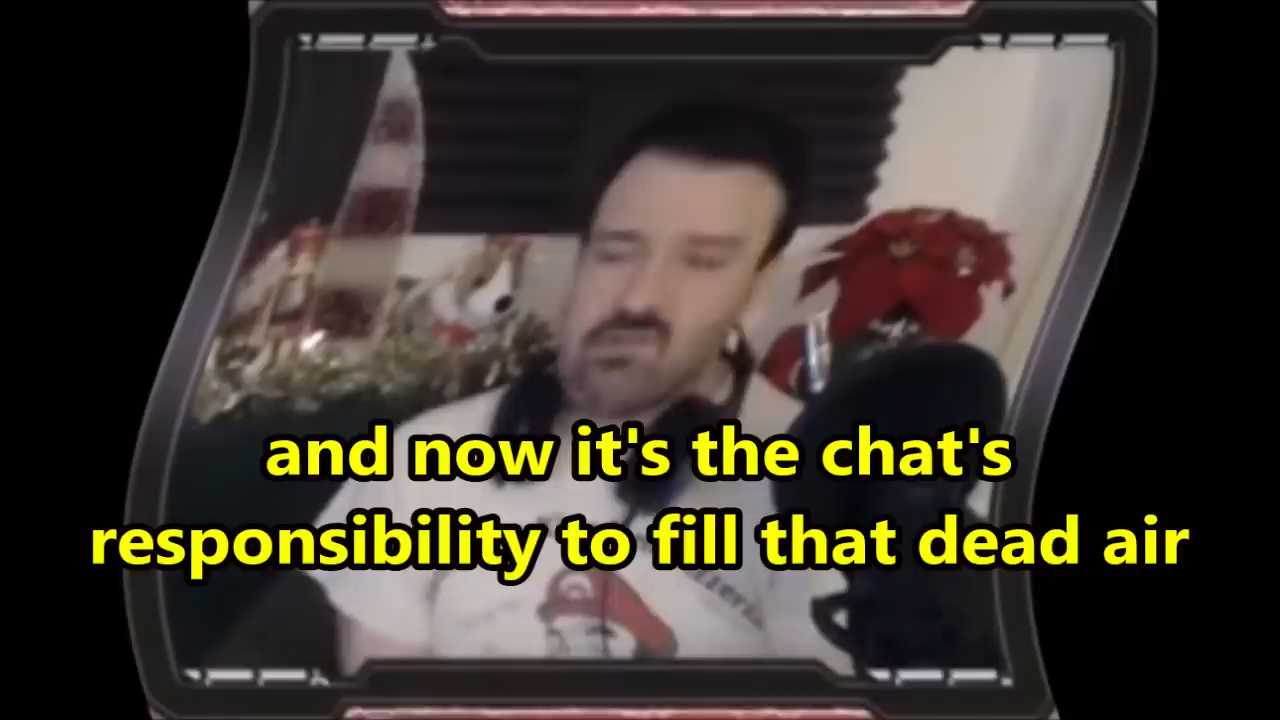 and now it's the chat's
responsibility to fill that dead air